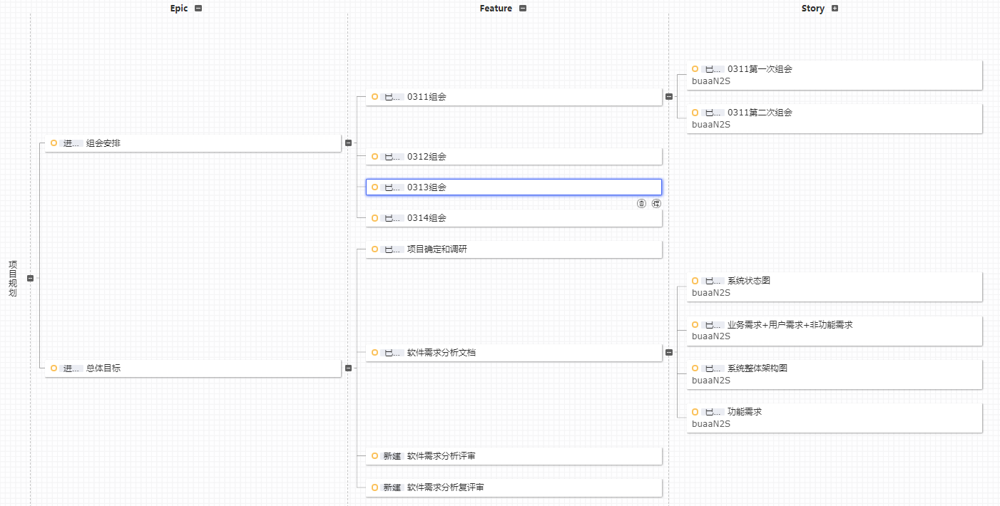 Epic
Feature
Story
项目规划
进... 组会安排
已... 0311组会
已... 0311第一次组会
buaaN2S
已... 0311第二次组会
buaaN2S
已... 0312组会
已... 0313组会
已... 0314组会
进... 总体目标
已... 项目确定和调研
已... 软件需求分析文档
已... 系统状态图
buaaN2S
已... 业务需求+用户需求+非功能需求
buaaN2S
已... 系统整体架构图
buaaN2S
已... 功能需求
buaaN2S
新建 软件需求分析评审
新建 软件需求分析复评审